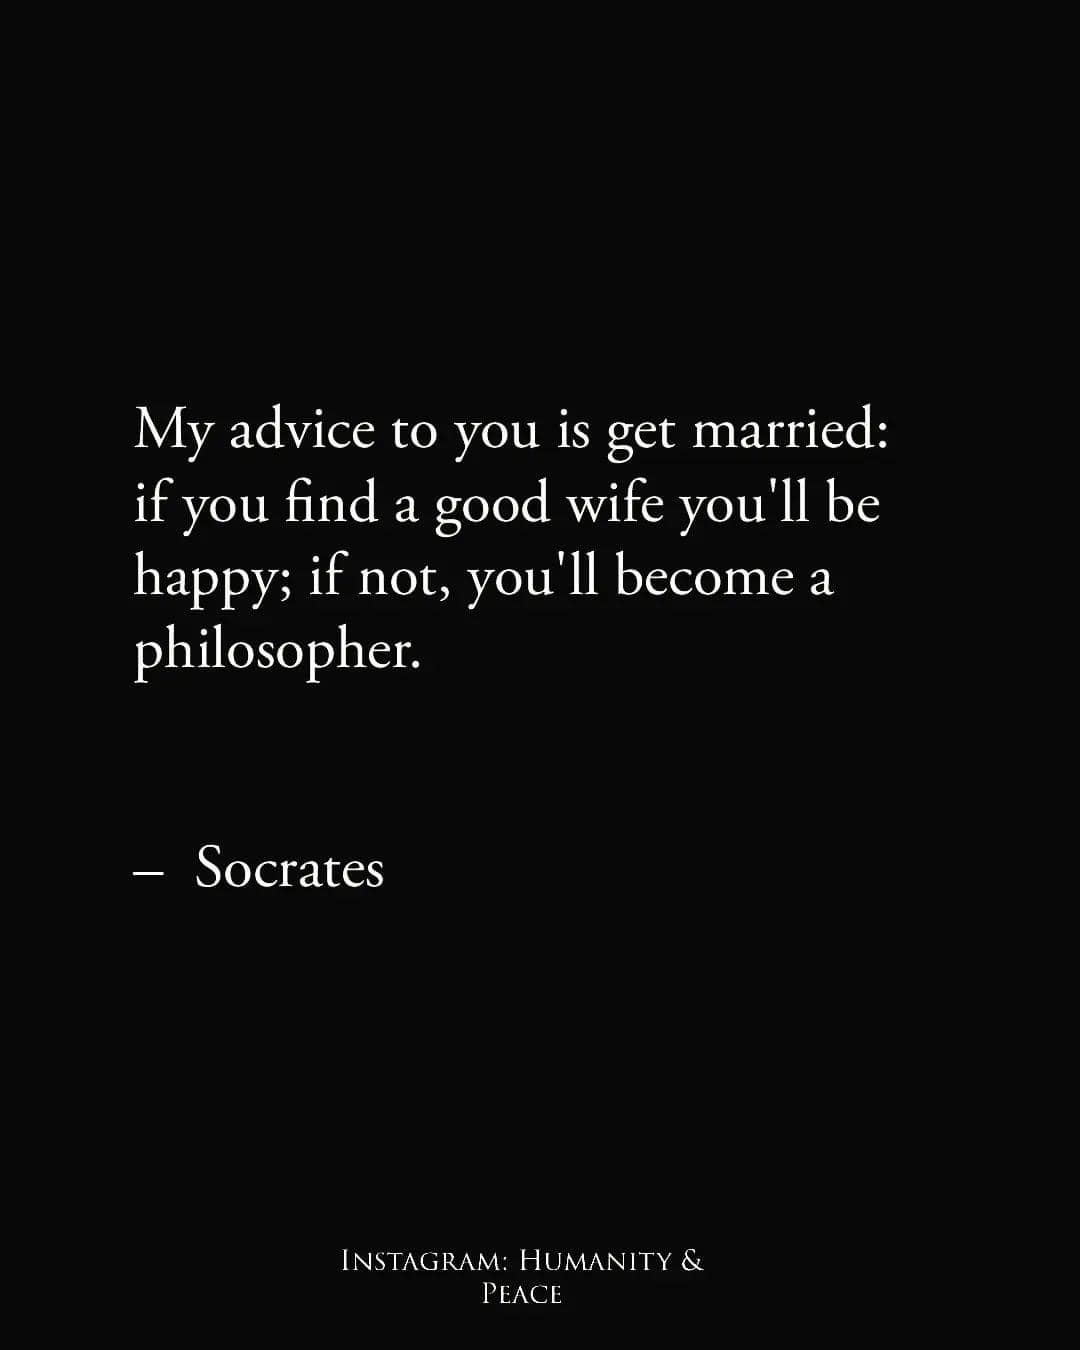 My advice to you is get married:
if you find a good wife you'll be
happy; if not, you'll become a
philosopher.
– Socrates
Instagram: Humanity &
Peace